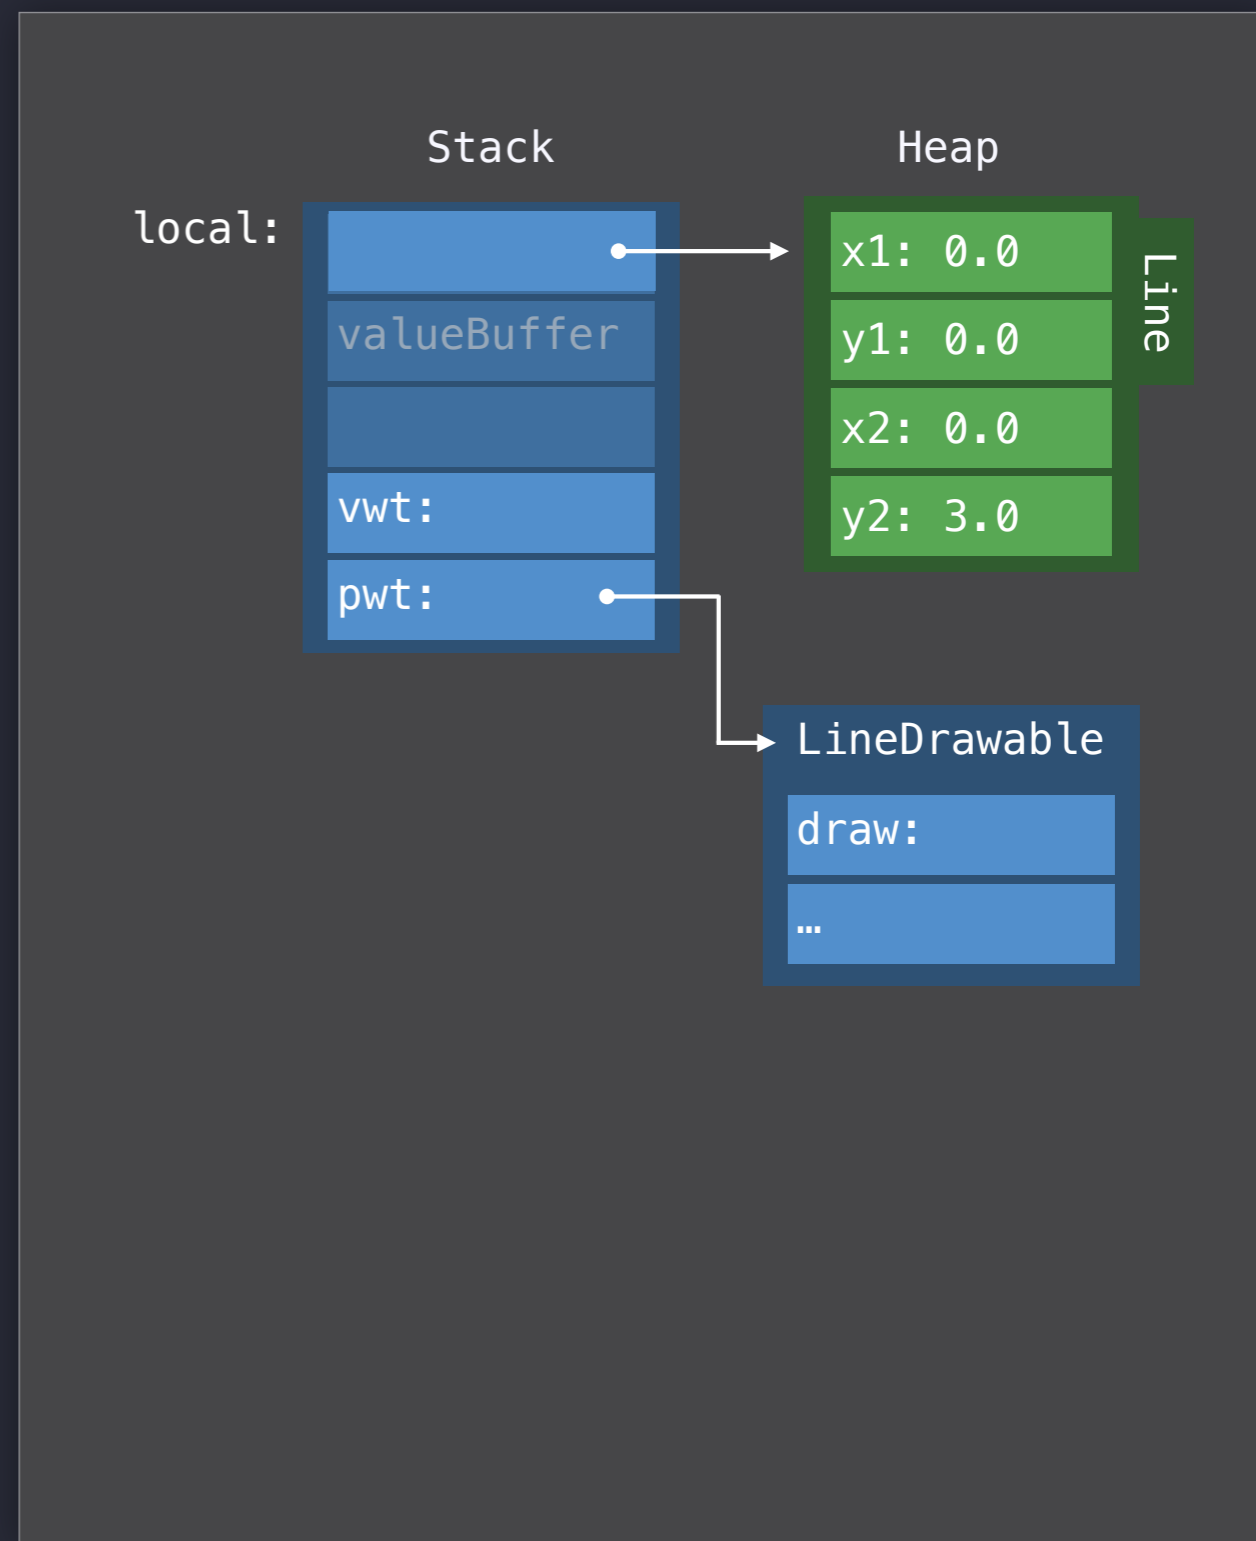 Stack
Heap
local:
valueBuffer
vwt:
pwt:
x1: 0.0
y1: 0.0
x2: 0.0
y2: 3.0
Line
LineDrawable
draw:
…